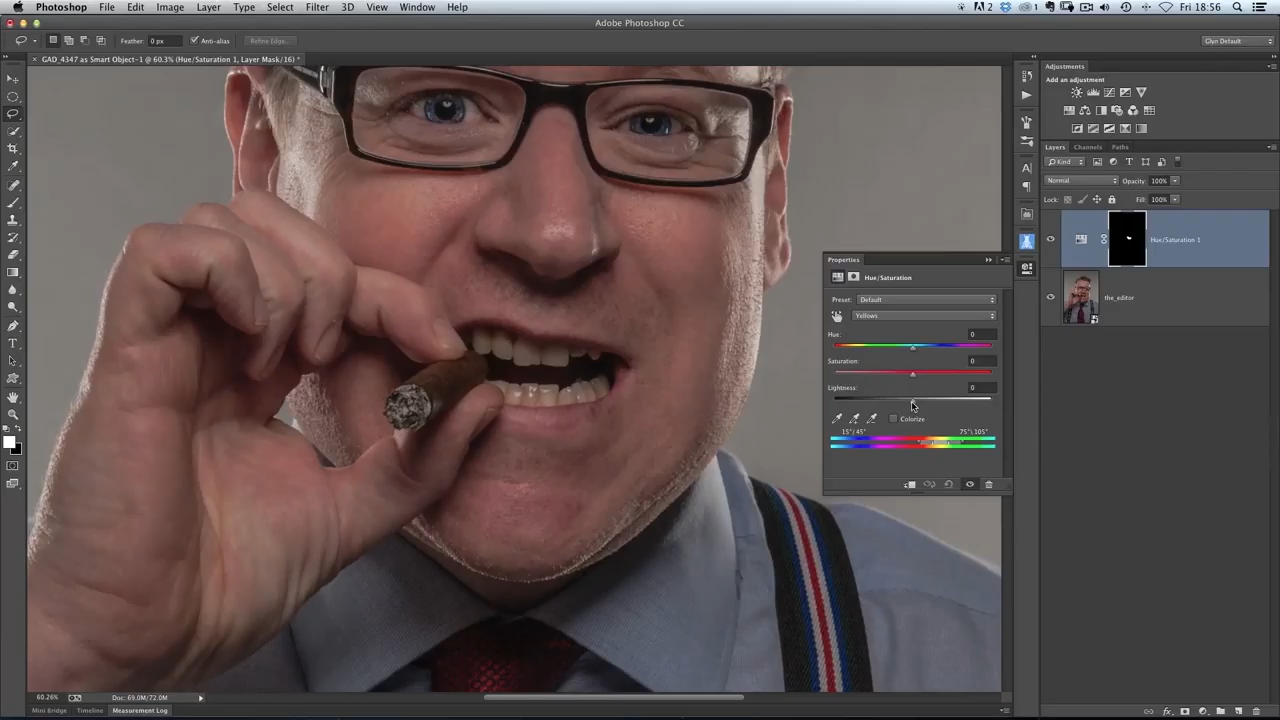 Photoshop File Edit Image Layer Type Select Filter 3D View Window Help
2 1 Fri 18:56
Adobe Photoshop CC
Feather: 0 px Anti-alias Refine Edge... Glyn Default
GAD_4347 as Smart Object-1 @ 60.3% (Hue/Saturation 1, Layer Mask/16) *
Adjustments
Add an adjustment
Layers Channels Paths
Kind
Normal Opacity: 100%
Lock: Fill: 100%
Hue/Saturation 1
the_editor
Properties
Hue/Saturation
Preset: Default
Yellows
Hue: 0
Saturation: 0
Lightness: 0
Colorize
15°/45° 75°\105°
60.26% Doc: 69.0M/72.0M
Mini Bridge Timeline Measurement Log